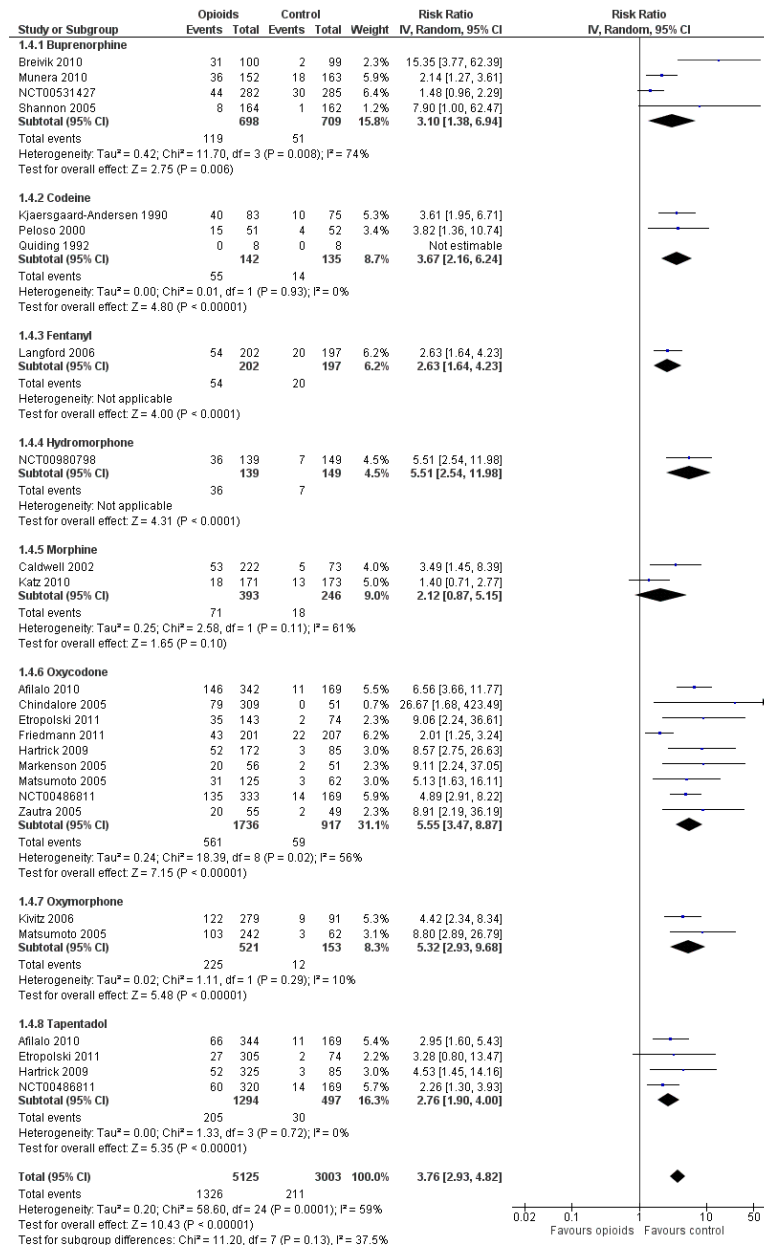 Opioids Control Risk Ratio Risk Ratio
Study or Subgroup Events Total Events Total Weight IV, Random, 95% CI IV, Random, 95% CI
1.4.1 Buprenorphine
Breivik 2010 31 100 2 99 2.3% 15.35 [3.77, 62.39]
Munera 2010 36 152 18 163 5.9% 2.14 [1.27, 3.61]
NCT00531427 44 282 30 285 6.4% 1.48 [0.96, 2.29]
Shannon 2005 8 164 1 162 1.2% 7.90 [1.00, 62.47]
Subtotal (95% CI) 698 709 15.8% 3.10 [1.38, 6.94]
Total events 119 51
Heterogeneity: Tau² = 0.42; Chi² = 11.70, df = 3 (P = 0.008); I² = 74%
Test for overall effect: Z = 2.75 (P = 0.006)
1.4.2 Codeine
Kjaersgaard-Andersen 1990 40 83 10 75 5.3% 3.61 [1.95, 6.71]
Peloso 2000 15 51 4 52 3.4% 3.82 [1.36, 10.74]
Quiding 1992 0 8 0 8 Not estimable
Subtotal (95% CI) 142 135 8.7% 3.67 [2.16, 6.24]
Total events 55 14
Heterogeneity: Tau² = 0.00; Chi² = 0.01, df = 1 (P = 0.93); I² = 0%
Test for overall effect: Z = 4.80 (P < 0.00001)
1.4.3 Fentanyl
Langford 2006 54 202 20 197 6.2% 2.63 [1.64, 4.23]
Subtotal (95% CI) 202 197 6.2% 2.63 [1.64, 4.23]
Total events 54 20
Heterogeneity: Not applicable
Test for overall effect: Z = 4.00 (P < 0.0001)
1.4.4 Hydromorphone
NCT00980798 36 139 7 149 4.5% 5.51 [2.54, 11.98]
Subtotal (95% CI) 139 149 4.5% 5.51 [2.54, 11.98]
Total events 36 7
Heterogeneity: Not applicable
Test for overall effect: Z = 4.31 (P < 0.0001)
1.4.5 Morphine
Caldwell 2002 53 222 5 73 4.0% 3.49 [1.45, 8.39]
Katz 2010 18 171 13 173 5.0% 1.40 [0.71, 2.77]
Subtotal (95% CI) 393 246 9.0% 2.12 [0.87, 5.15]
Total events 71 18
Heterogeneity: Tau² = 0.25; Chi² = 2.58, df = 1 (P = 0.11); I² = 61%
Test for overall effect: Z = 1.65 (P = 0.10)
1.4.6 Oxycodone
Afilalo 2010 146 342 11 169 5.5% 6.56 [3.66, 11.77]
Chindalore 2005 79 309 0 51 0.7% 26.67 [1.68, 423.49]
Etropolski 2011 35 143 2 74 2.3% 9.06 [2.24, 36.61]
Friedmann 2011 43 201 22 207 6.1% 2.01 [1.25, 3.24]
Hartrick 2009 52 172 3 85 3.0% 8.57 [2.75, 26.63]
Markenson 2005 20 56 2 51 2.3% 9.11 [2.24, 37.05]
Matsumoto 2005 31 125 3 62 3.0% 5.13 [1.63, 16.11]
NCT00486811 135 333 14 169 5.9% 4.89 [2.91, 8.22]
Zautra 2005 20 55 2 49 2.3% 8.91 [2.19, 36.19]
Subtotal (95% CI) 1736 917 31.1% 5.55 [3.47, 8.87]
Total events 561 59
Heterogeneity: Tau² = 0.24; Chi² = 18.39, df = 8 (P = 0.02); I² = 56%
Test for overall effect: Z = 7.15 (P < 0.00001)
1.4.7 Oxymorphone
Kivitz 2006 122 279 9 91 5.3% 4.42 [2.34, 8.34]
Matsumoto 2005 103 242 3 62 3.1% 8.80 [2.89, 26.79]
Subtotal (95% CI) 521 153 8.3% 5.32 [2.93, 9.68]
Total events 225 12
Heterogeneity: Tau² = 0.02; Chi² = 1.11, df = 1 (P = 0.29); I² = 10%
Test for overall effect: Z = 5.48 (P < 0.00001)
1.4.8 Tapentadol
Afilalo 2010 66 344 11 169 5.4% 2.95 [1.60, 5.43]
Etropolski 2011 27 305 2 74 2.2% 3.28 [0.80, 13.47]
Hartrick 2009 52 325 3 85 3.0% 4.53 [1.45, 14.16]
NCT00486811 60 320 14 169 5.7% 2.26 [1.30, 3.93]
Subtotal (95% CI) 1294 497 16.3% 2.76 [1.90, 4.00]
Total events 205 30
Heterogeneity: Tau² = 0.00; Chi² = 1.33, df = 3 (P = 0.72); I² = 0%
Test for overall effect: Z = 5.35 (P < 0.00001)
Total (95% CI) 5125 3003 100.0% 3.76 [2.93, 4.82]
Total events 1326 211
Heterogeneity: Tau² = 0.20; Chi² = 58.60, df = 24 (P = 0.0001); I² = 59%
Test for overall effect: Z = 10.43 (P < 0.00001)
Test for subgroup differences: Chi² = 11.20, df = 7 (P = 0.13), I² = 37.5%
0.02 0.1 1 10 50
Favours opioids Favours control